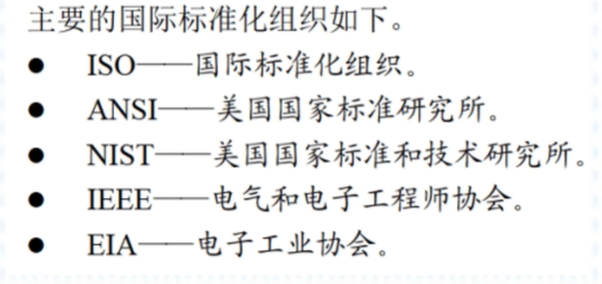 主要的国际标准化组织如下。
● ISO——国际标准化组织。
● ANSI——美国国家标准研究所。
● NIST——美国国家标准和技术研究所。
● IEEE——电气和电子工程师协会。
● EIA——电子工业协会。